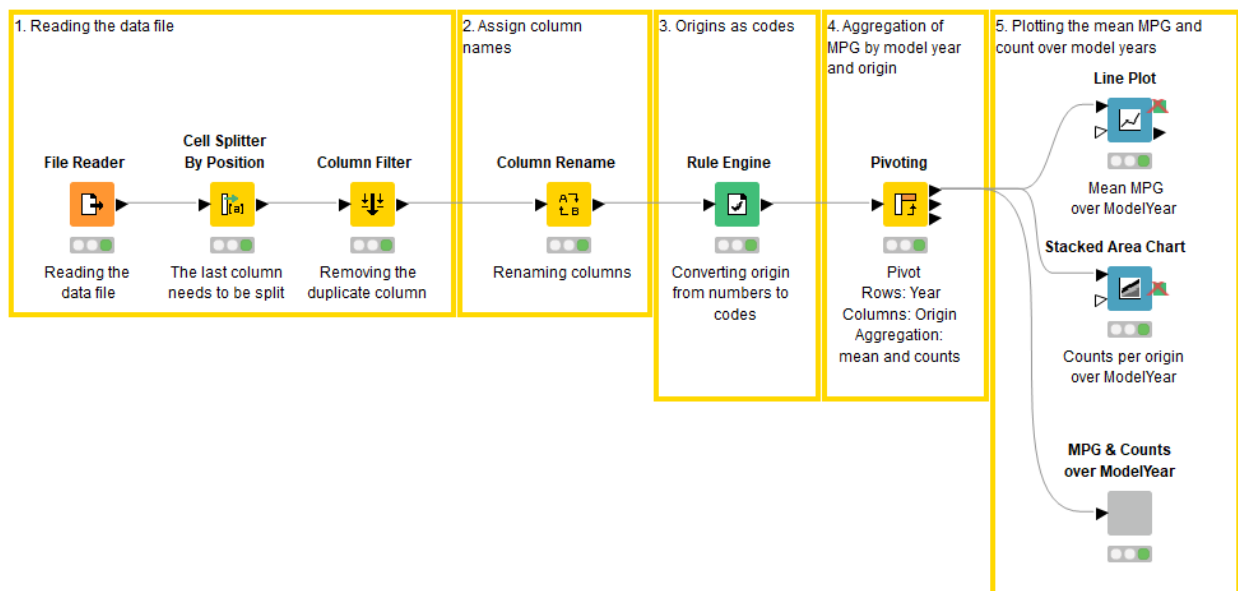 1. Reading the data file
2. Assign column
names
3. Origins as codes
4. Aggregation of
MPG by model year
and origin
5. Plotting the mean MPG and
count over model years
File Reader
Reading the
data file
Cell Splitter
By Position
[a]
The last column
needs to be split
Column Filter
Removing the
duplicate column
Column Rename
A
B
Renaming columns
Rule Engine
Converting origin
from numbers to
codes
Pivoting
Pivot
Rows: Year
Columns: Origin
Aggregation:
mean and counts
Line Plot
Mean MPG
over ModelYear
Stacked Area Chart
Counts per origin
over ModelYear
MPG & Counts
over ModelYear